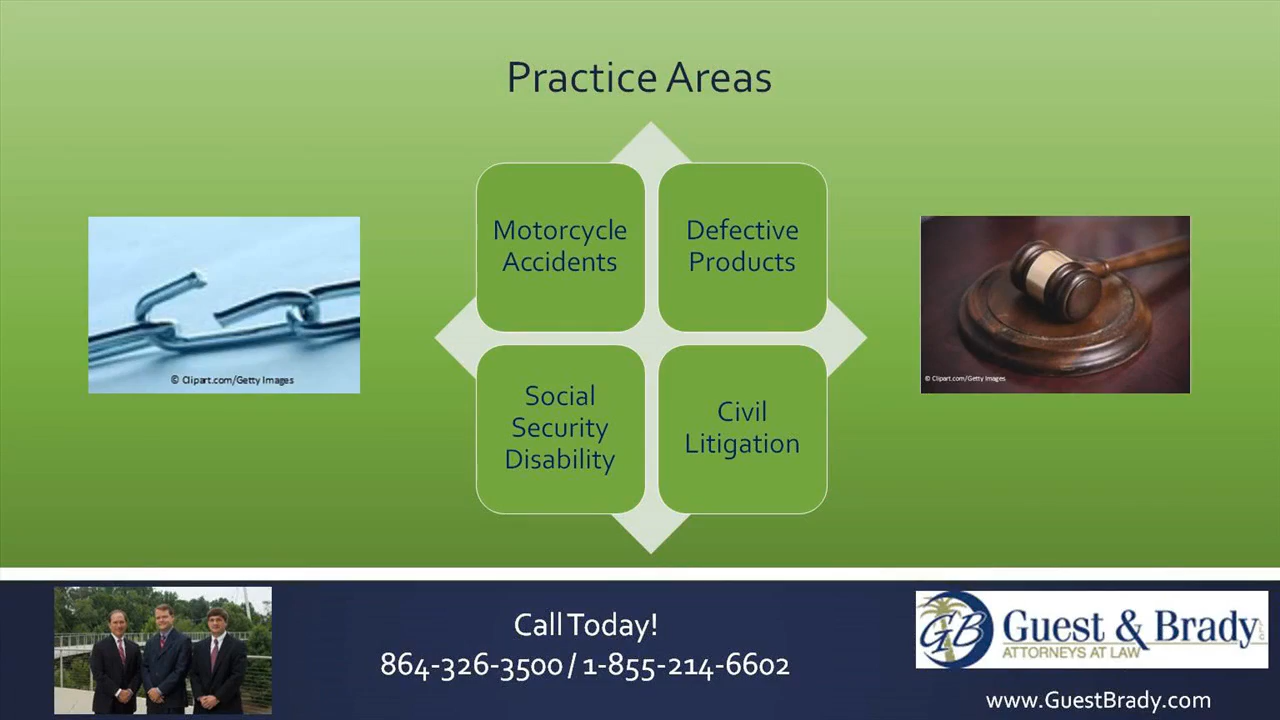 Practice Areas
Motorcycle
Accidents
Defective
Products
Social
Security
Disability
Civil
Litigation
© Clipart.com/Getty Images
© Clipart.com/Getty Images
Call Today!
864-326-3500 / 1-855-214-6602
GB
Guest & Brady
ATTORNEYS AT LAW
www.GuestBrady.com